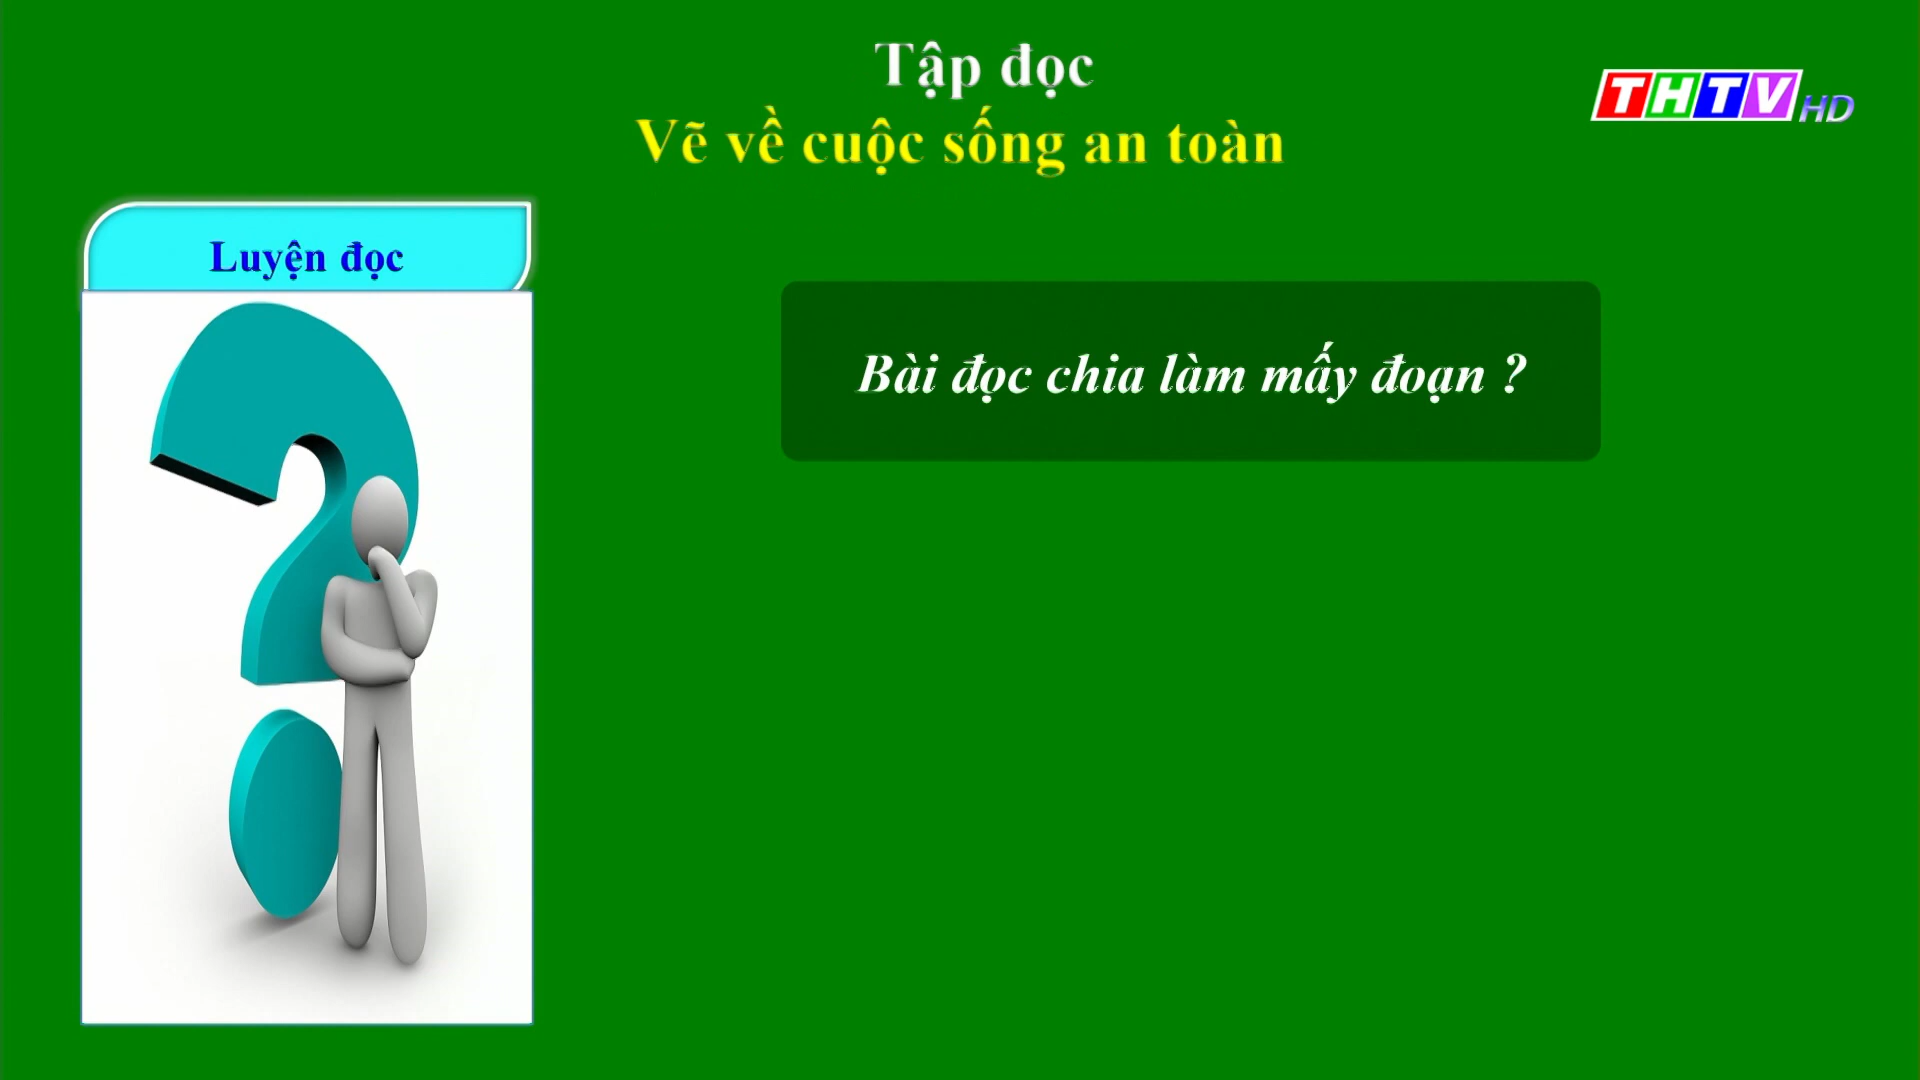 Tập đọc
Vẽ về cuộc sống an toàn
THTV HD
Luyện đọc
Bài đọc chia làm mấy đoạn ?